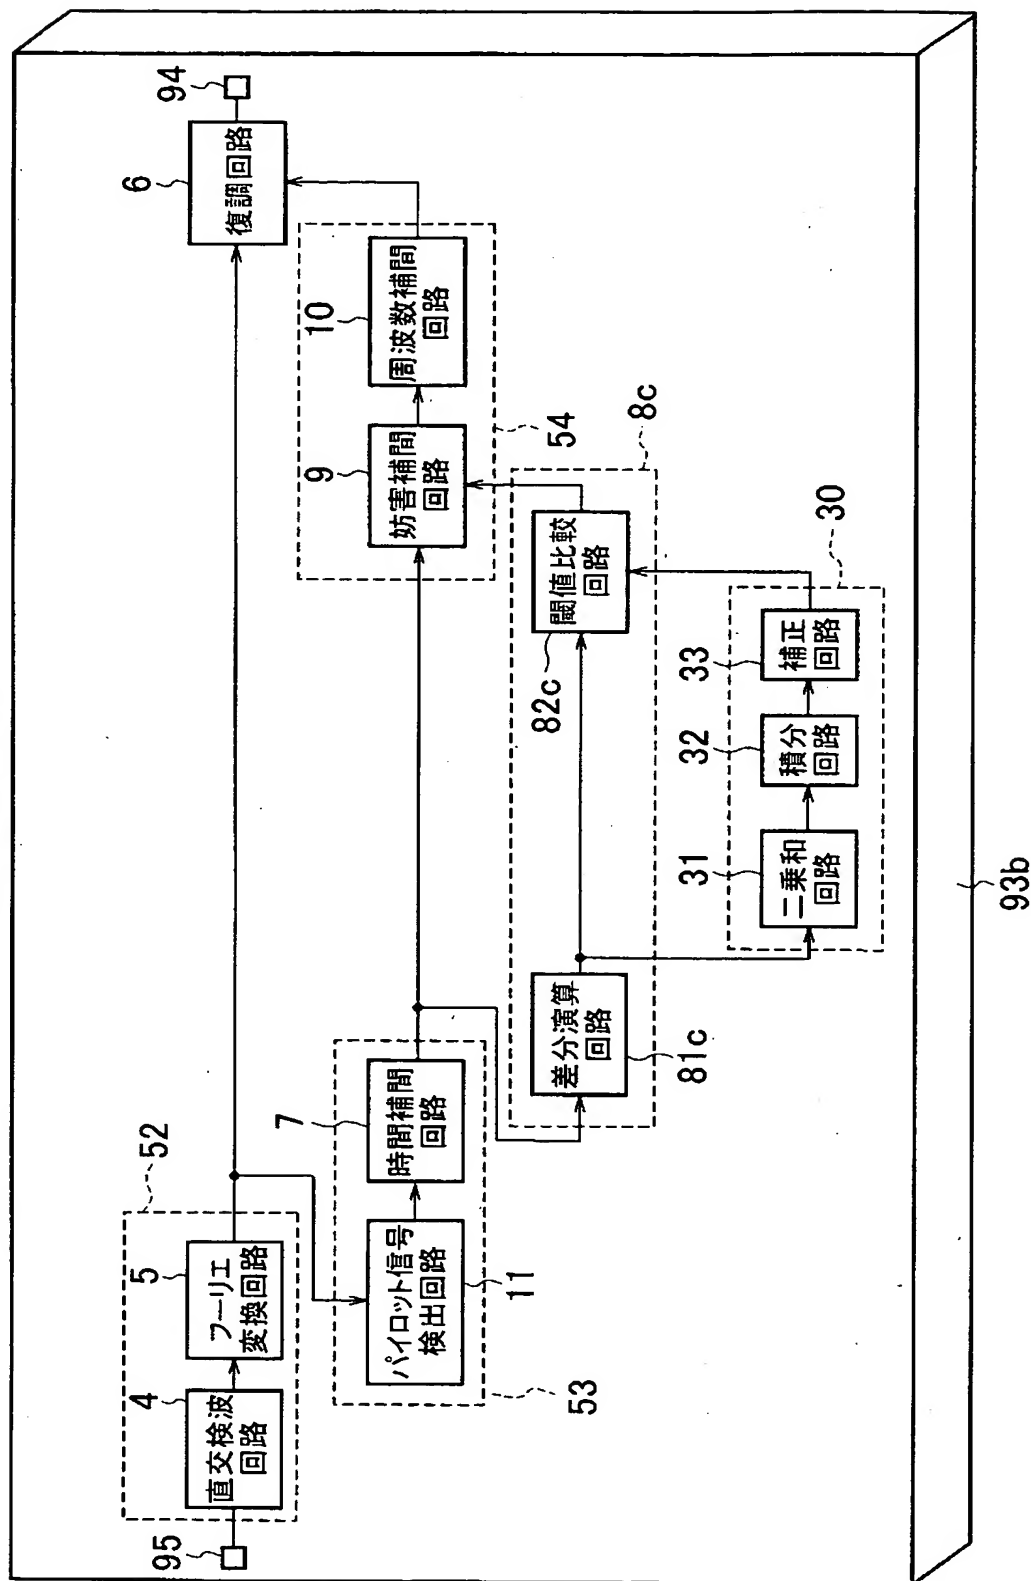 95
4
直交検波
回路
5
フーリエ
変換回路
52
6
復調回路
94
11
パイロット信号
検出回路
7
時間補間
回路
53
9
妨害補間
回路
10
周波数補間
回路
54
81c
差分演算
回路
82c
閾値比較
回路
8c
31
二乗和
回路
32
積分
回路
33
補正
回路
30
93b